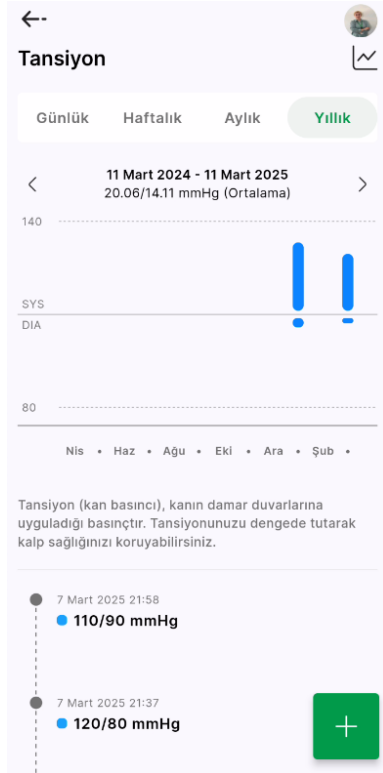 Tansiyon
Günlük Haftalık Aylık Yıllık
11 Mart 2024 - 11 Mart 2025
20.06/14.11 mmHg (Ortalama)
140
SYS
DIA
80
Nis • Haz • Ağu • Eki • Ara • Şub •
Tansiyon (kan basıncı), kanın damar duvarlarına
uyguladığı basınçtır. Tansiyonunuzu dengede tutarak
kalp sağlığınızı koruyabilirsiniz.
7 Mart 2025 21:58
110/90 mmHg
7 Mart 2025 21:37
120/80 mmHg